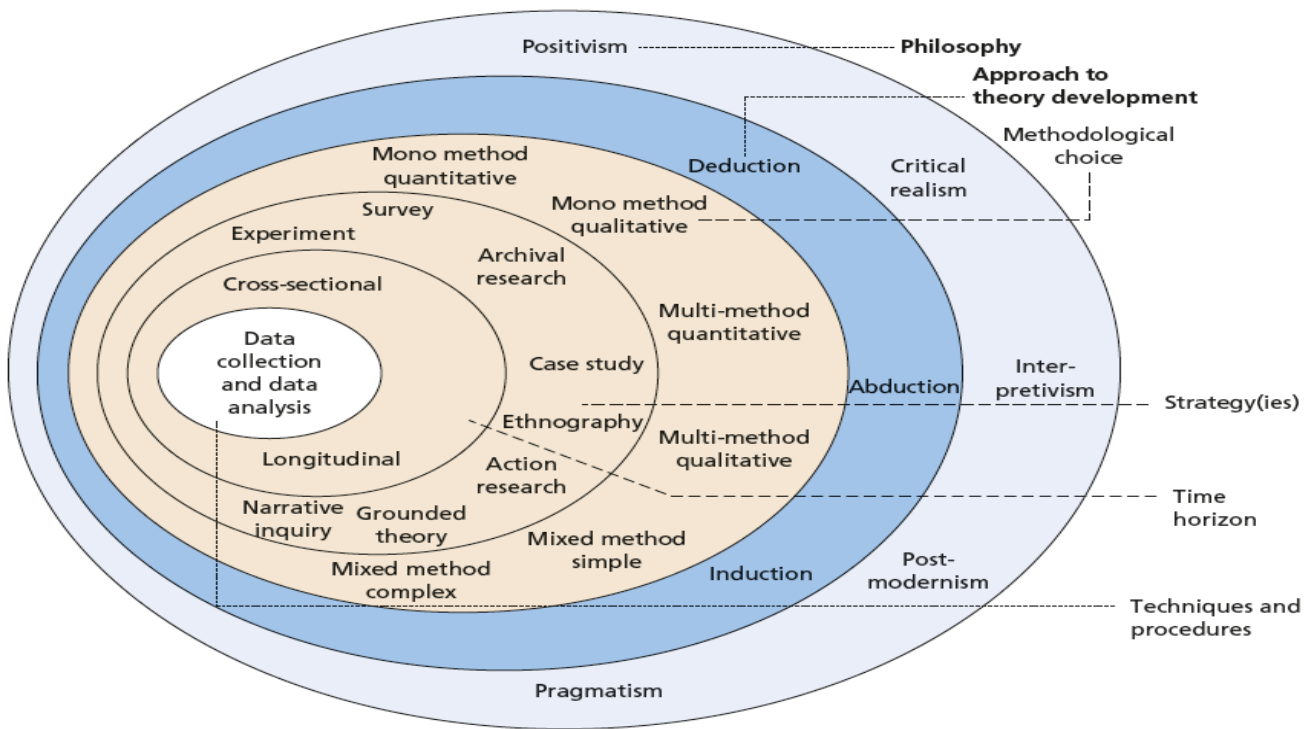 Positivism
Philosophy
Approach to
theory development
Methodological
choice
Deduction
Critical
realism
Mono method
quantitative
Mono method
qualitative
Survey
Experiment
Archival
research
Cross-sectional
Multi-method
quantitative
Data
collection
and data
analysis
Case study
Abduction
Inter-
pretivism
Strategy(ies)
Ethnography
Multi-method
qualitative
Longitudinal
Action
research
Time
horizon
Narrative
inquiry
Grounded
theory
Mixed method
simple
Mixed method
complex
Induction
Post-
modernism
Techniques and
procedures
Pragmatism